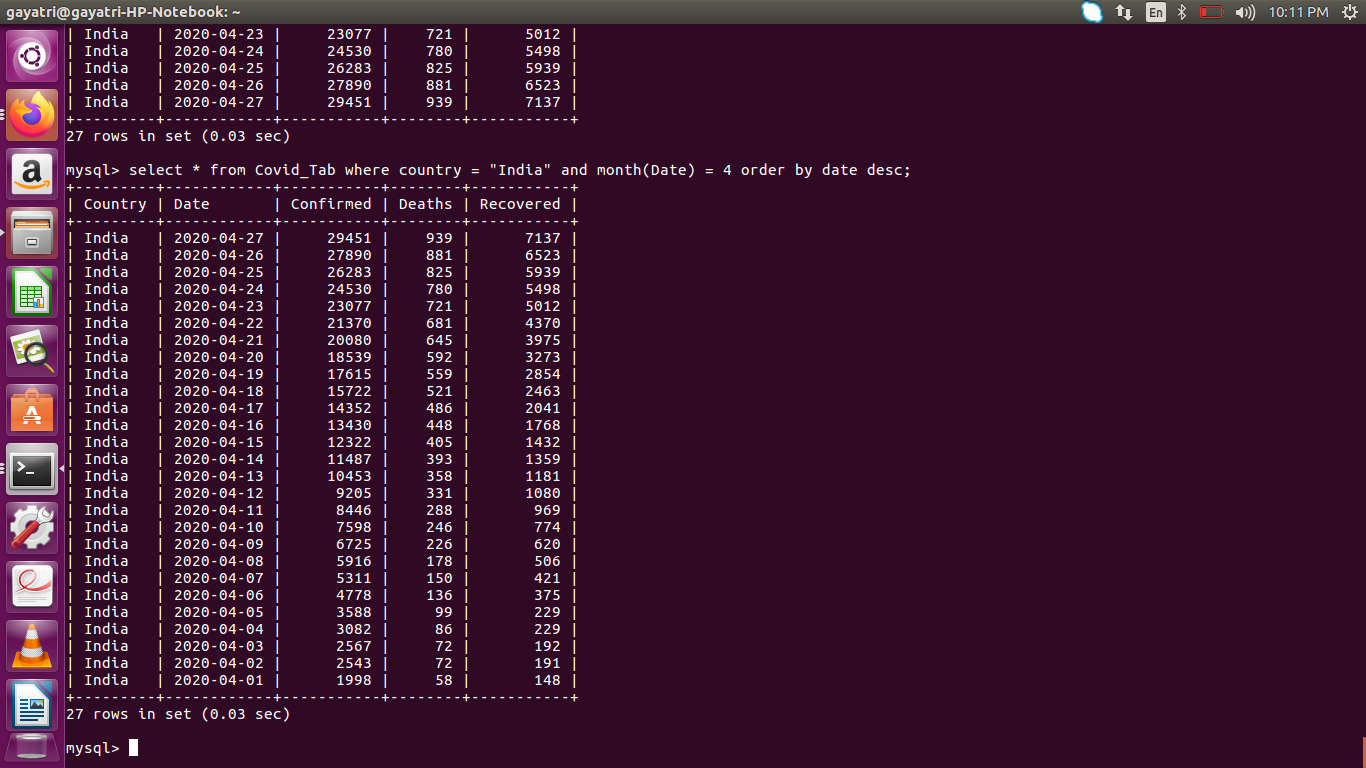 gayatri@gayatri-HP-Notebook: ~
En 10:11 PM
| India   | 2020-04-23 |     23077 |    721 |      5012 |
| India   | 2020-04-24 |     24530 |    780 |      5498 |
| India   | 2020-04-25 |     26283 |    825 |      5939 |
| India   | 2020-04-26 |     27890 |    881 |      6523 |
| India   | 2020-04-27 |     29451 |    939 |      7137 |
+---------+------------+-----------+--------+-----------+
27 rows in set (0.03 sec)
mysql> select * from Covid_Tab where country = "India" and month(Date) = 4 order by date desc;
+---------+------------+-----------+--------+-----------+
| Country | Date       | Confirmed | Deaths | Recovered |
+---------+------------+-----------+--------+-----------+
| India   | 2020-04-27 |     29451 |    939 |      7137 |
| India   | 2020-04-26 |     27890 |    881 |      6523 |
| India   | 2020-04-25 |     26283 |    825 |      5939 |
| India   | 2020-04-24 |     24530 |    780 |      5498 |
| India   | 2020-04-23 |     23077 |    721 |      5012 |
| India   | 2020-04-22 |     21370 |    681 |      4370 |
| India   | 2020-04-21 |     20080 |    645 |      3975 |
| India   | 2020-04-20 |     18539 |    592 |      3273 |
| India   | 2020-04-19 |     17615 |    559 |      2854 |
| India   | 2020-04-18 |     15722 |    521 |      2463 |
| India   | 2020-04-17 |     14352 |    486 |      2041 |
| India   | 2020-04-16 |     13430 |    448 |      1768 |
| India   | 2020-04-15 |     12322 |    405 |      1432 |
| India   | 2020-04-14 |     11487 |    393 |      1359 |
| India   | 2020-04-13 |     10453 |    358 |      1181 |
| India   | 2020-04-12 |      9205 |    331 |      1080 |
| India   | 2020-04-11 |      8446 |    288 |       969 |
| India   | 2020-04-10 |      7598 |    246 |       774 |
| India   | 2020-04-09 |      6725 |    226 |       620 |
| India   | 2020-04-08 |      5916 |    178 |       506 |
| India   | 2020-04-07 |      5311 |    150 |       421 |
| India   | 2020-04-06 |      4778 |    136 |       375 |
| India   | 2020-04-05 |      3588 |     99 |       229 |
| India   | 2020-04-04 |      3082 |     86 |       229 |
| India   | 2020-04-03 |      2567 |     72 |       192 |
| India   | 2020-04-02 |      2543 |     72 |       191 |
| India   | 2020-04-01 |      1998 |     58 |       148 |
+---------+------------+-----------+--------+-----------+
27 rows in set (0.03 sec)
mysql>